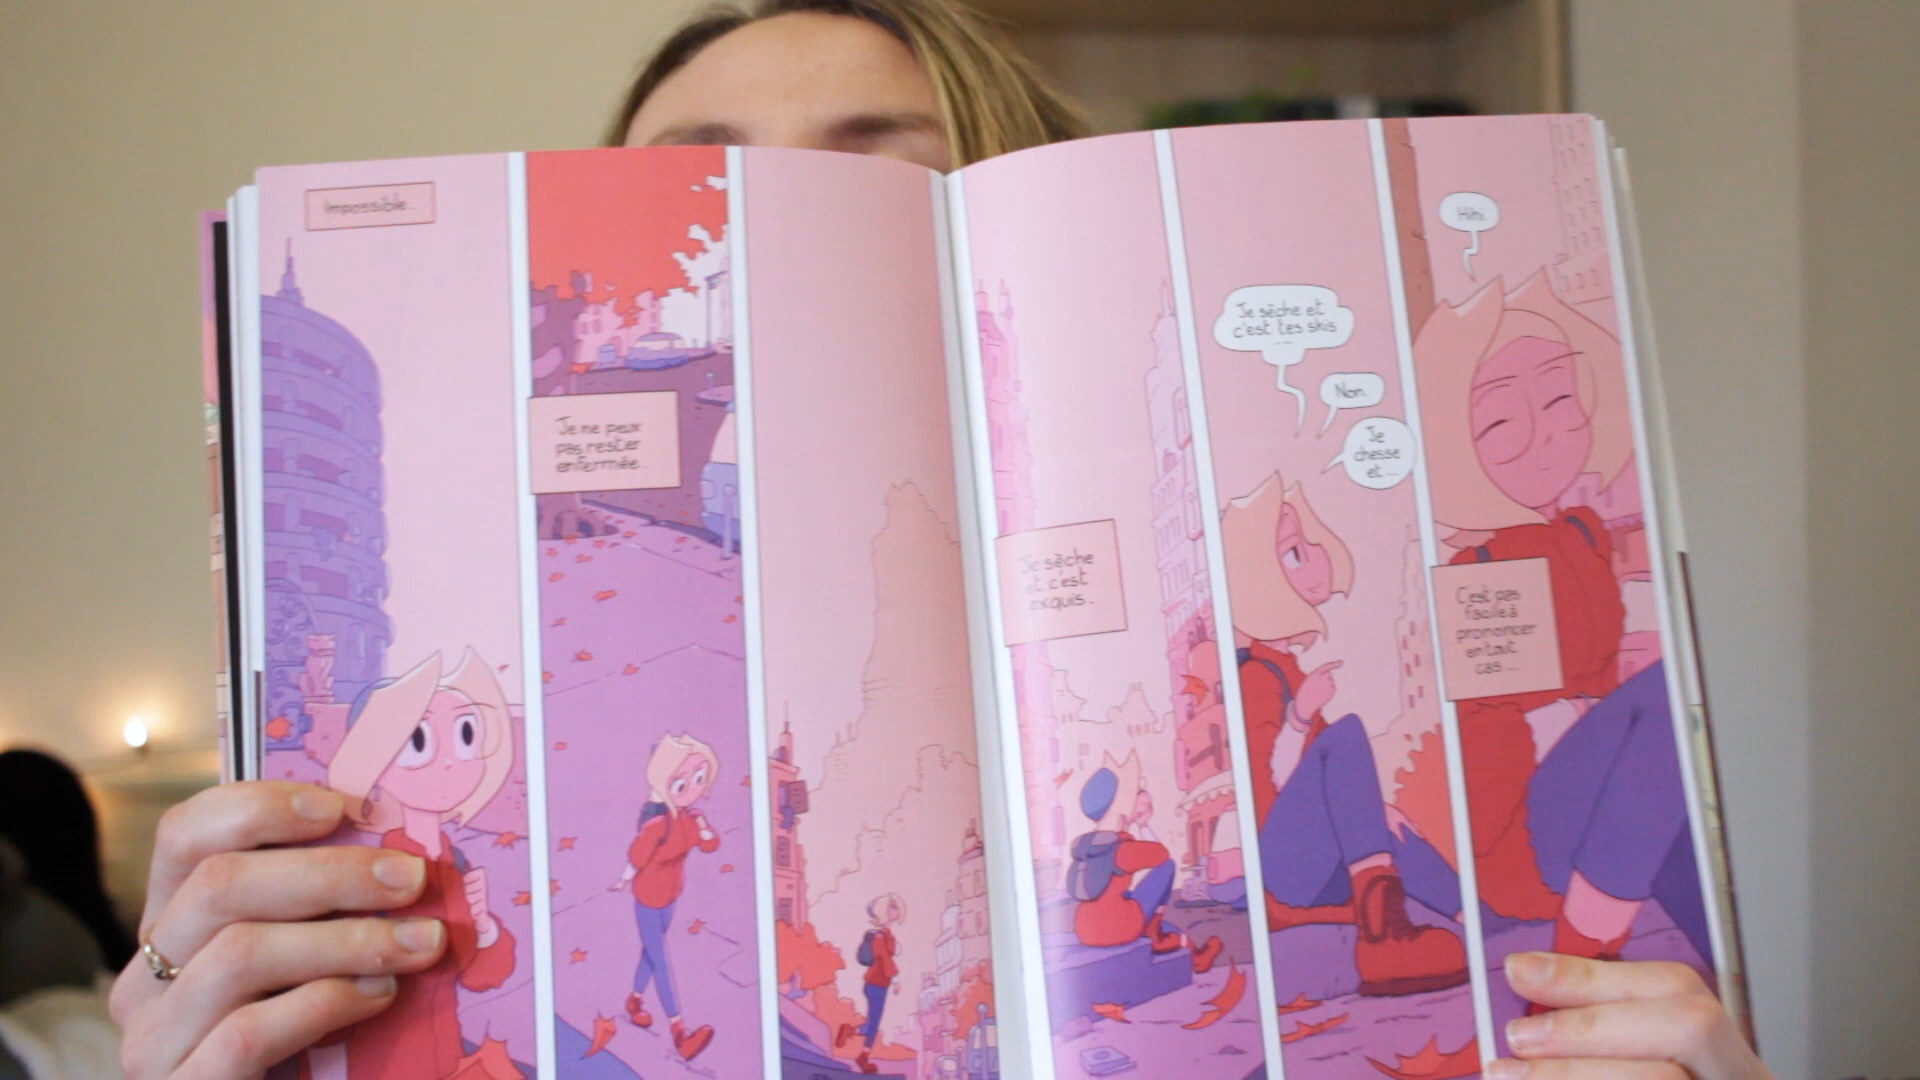 Impossible.
Je ne peux
pas rester
enfermée.
Je sèche
et c'est
exquis.
Je sèche et
c'est tes skis
...
Non.
Je
chesse
et...
Hihi.
C'est pas
facile à
prononcer
en tout
cas...